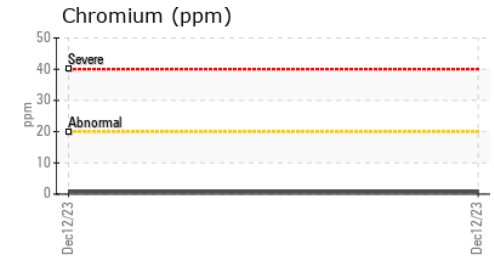 Chromium (ppm)
50
Severe
40
30
ppm
Abnormal
20
10
0
Dec12/23
Dec12/23